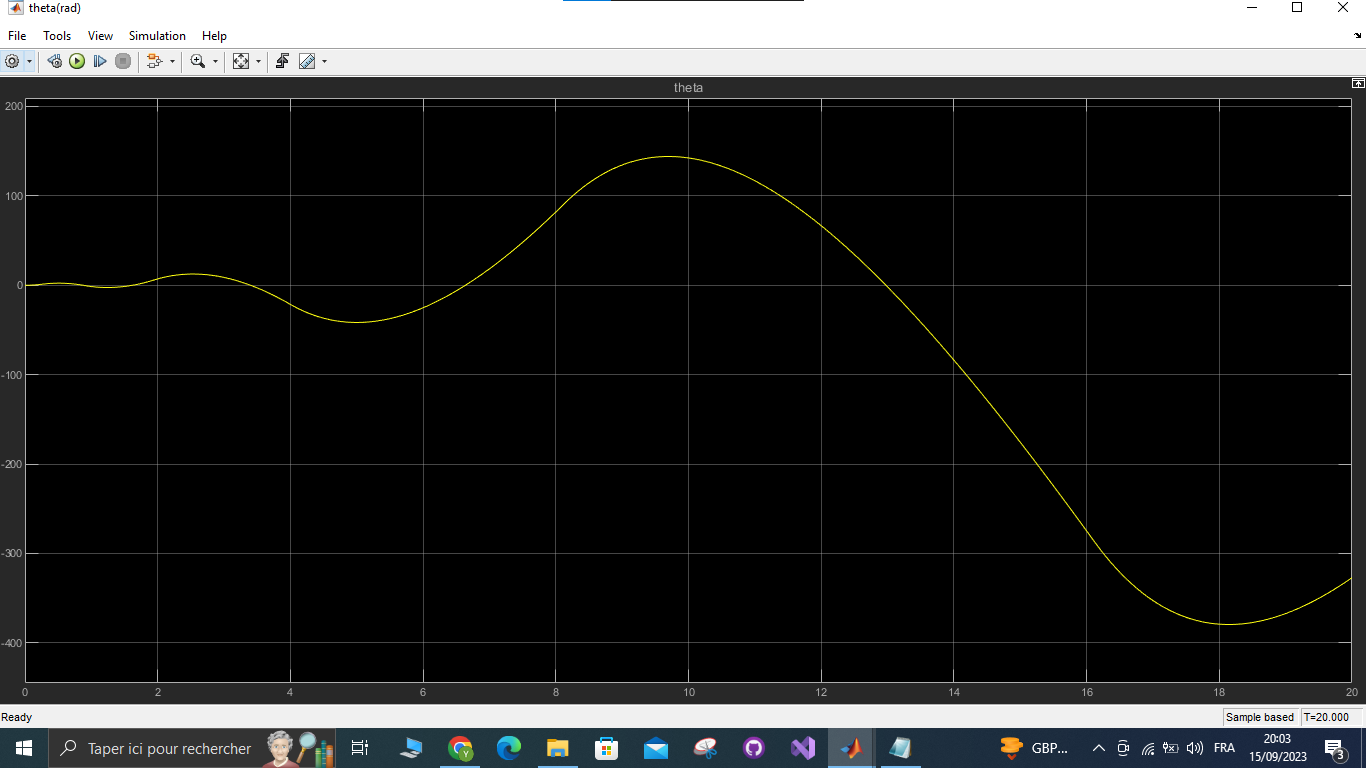 theta(rad)
File Tools View Simulation Help
theta
200
100
0
-100
-200
-300
-400
0 2 4 6 8 10 12 14 16 18 20
Ready
Sample based T=20.000
Taper ici pour rechercher
GBP...
FRA
20:03
15/09/2023
3